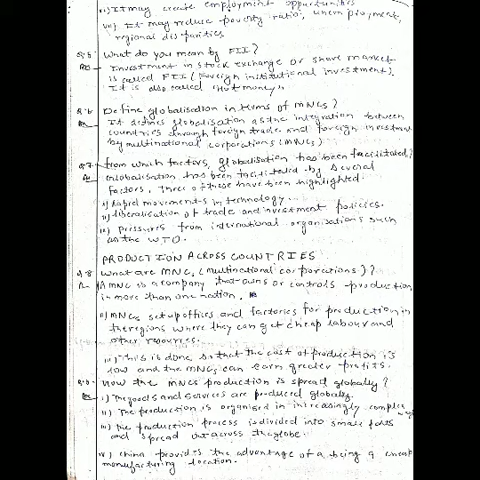 vi) It may create employment opportunities
vii) It may reduce poverty ratio, unemployment,
regional disparities
Q.5 What do you mean by FII?
Investment in stock exchange or share market
is called FII (foreign institutional investment).
It is also called "hot money".
Q.6 Define globalisation in terms of MNCs?
It defines globalisation as the integration between
countries through foreign trade and foreign investment
by multinational corporations (MNCs)
Q.7 from which factors, globalisation has been facilitated?
Globalisation has been facilitated by several
factors. Three of these have been highlighted.
i) Rapid movements in technology.
ii) liberalisation of trade and investment policies.
iii) pressures from international organisations such
as the WTO.
PRODUCTION ACROSS COUNTRIES
Q.8 What are MNCs (multinational corporations)?
A MNC is a company that owns or controls production
in more than one nation.
ii) MNCs set up offices and factories for production in
the regions where they can get cheap labour and
other resources.
iii) This is done so that the cost of production is
low and the MNCs can earn greater profits.
How the MNCs production is spread globally?
i) The goods and services are produced globally.
ii) The production is organised in increasingly complex
iii) the production process is divided into small parts
and spread out across the globe.
iv) China provides the advantage of a being a cheap
manufacturing location.